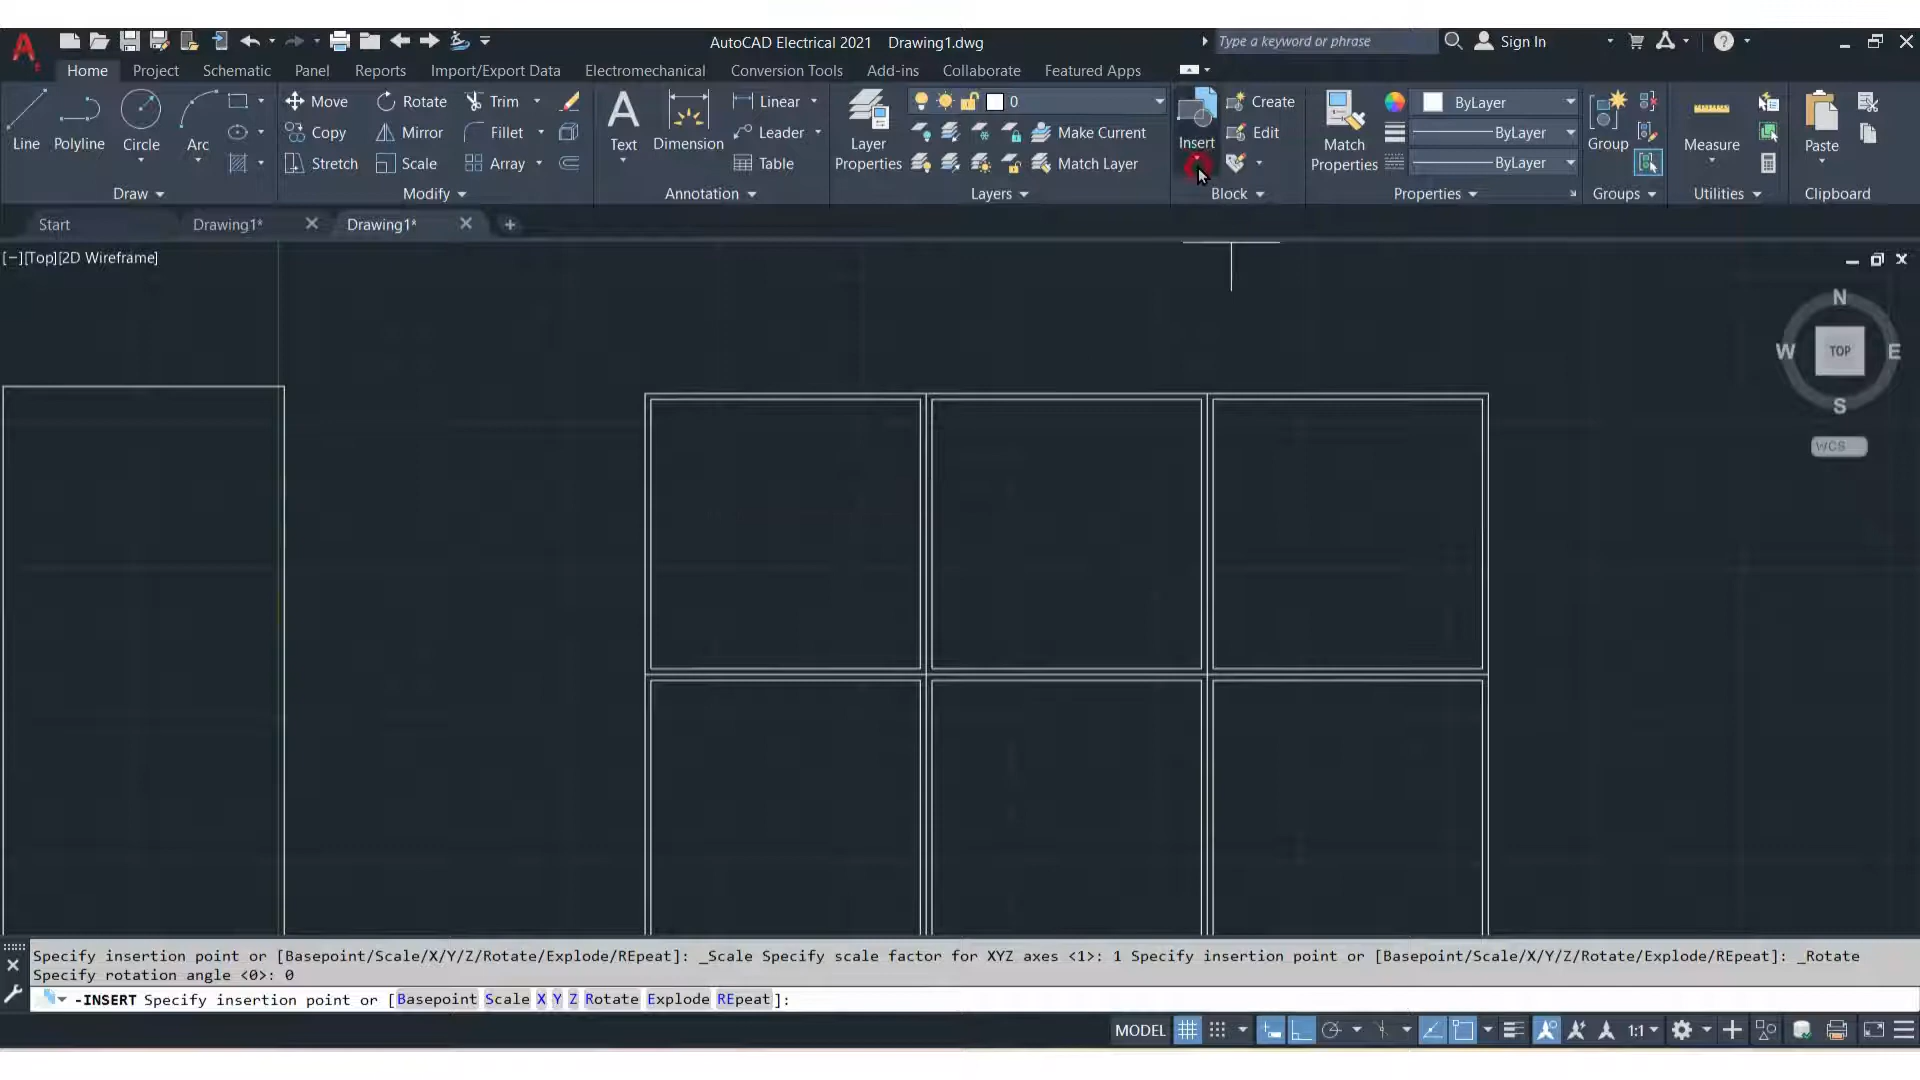 AutoCAD Electrical 2021 Drawing1.dwg Type a keyword or phrase Sign In
Home Project Schematic Panel Reports Import/Export Data Electromechanical Conversion Tools Add-ins Collaborate Featured Apps
Move Rotate Trim Linear 0 Create ByLayer
Line Polyline Circle Arc Copy Mirror Fillet Text Dimension Leader Layer Properties Make Current Insert Edit Match Properties ByLayer Group Measure Paste
Stretch Scale Array Table Match Layer ByLayer
Draw Modify Annotation Layers Block Properties Groups Utilities Clipboard
Start Drawing1* Drawing1*
[−][Top][2D Wireframe]
N
W TOP E
S
WCS
Specify insertion point or [Basepoint/Scale/X/Y/Z/Rotate/Explode/REpeat]: _Scale Specify scale factor for XYZ axes <1>: 1 Specify insertion point or [Basepoint/Scale/X/Y/Z/Rotate/Explode/REpeat]: _Rotate
Specify rotation angle <0>: 0
-INSERT Specify insertion point or [Basepoint Scale X Y Z Rotate Explode REpeat]:
MODEL 1:1